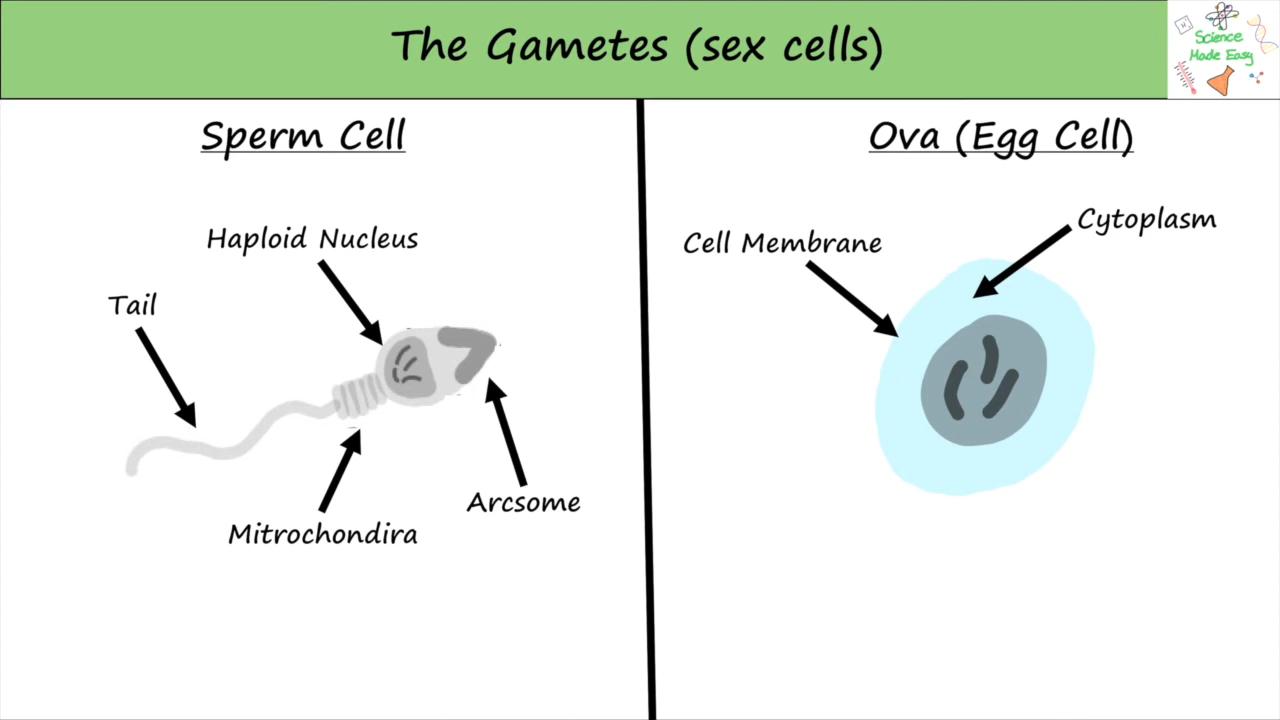 The Gametes (sex cells)
Science
Made Easy
H
Sperm Cell
Haploid Nucleus
Tail
Arcsome
Mitrochondira
Ova (Egg Cell)
Cytoplasm
Cell Membrane